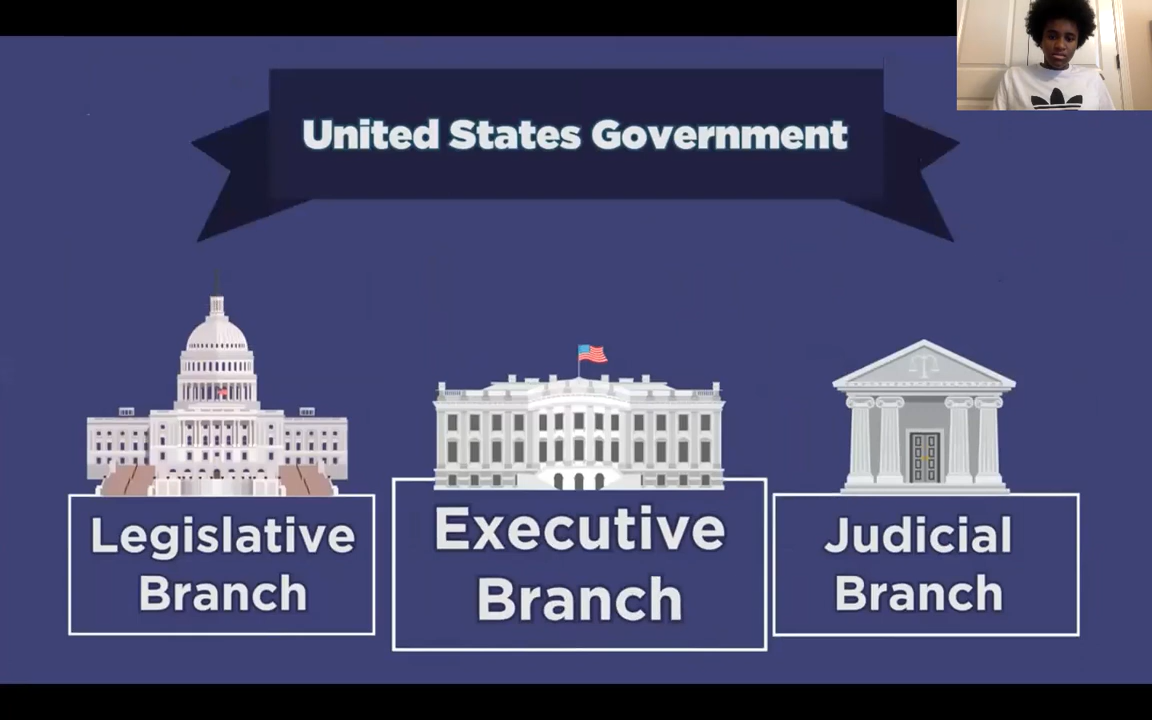 United States Government
Legislative
Branch
Executive
Branch
Judicial
Branch